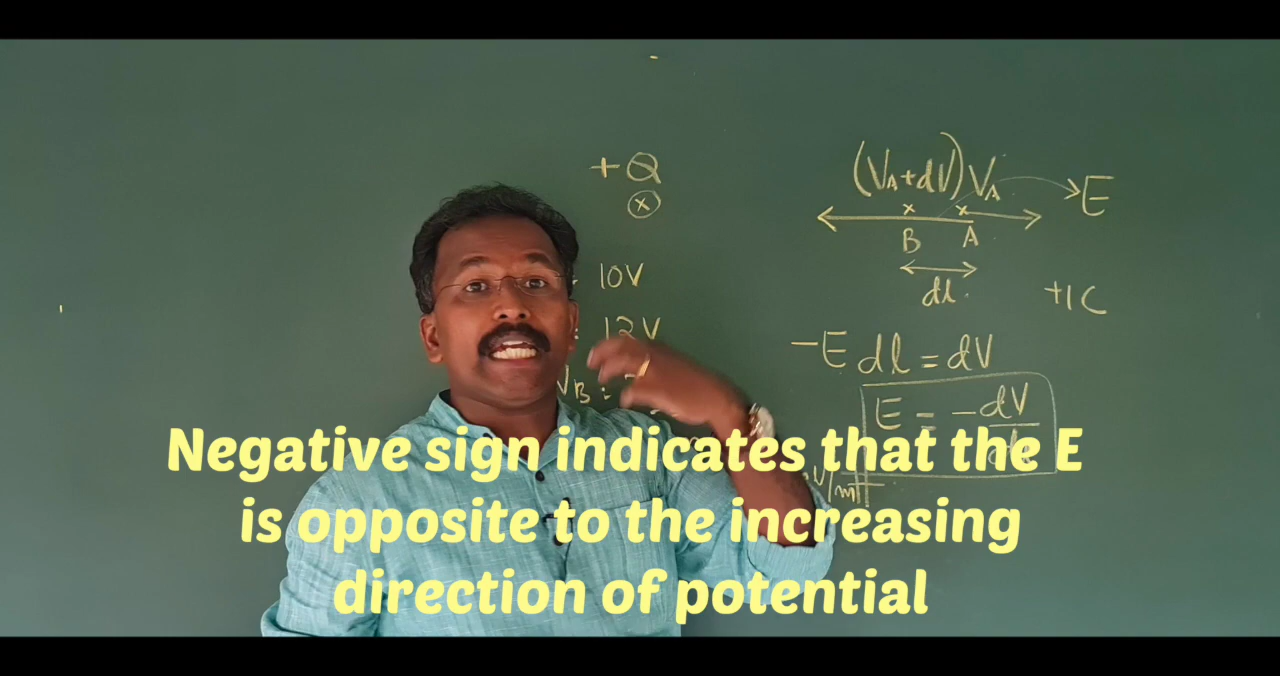 +Q
10V
12V
VB :
(VA+dV) VA
E
B A
dl
+1C
-E dl = dV
E = -dV
V/m
Negative sign indicates that the E
is opposite to the increasing
direction of potential